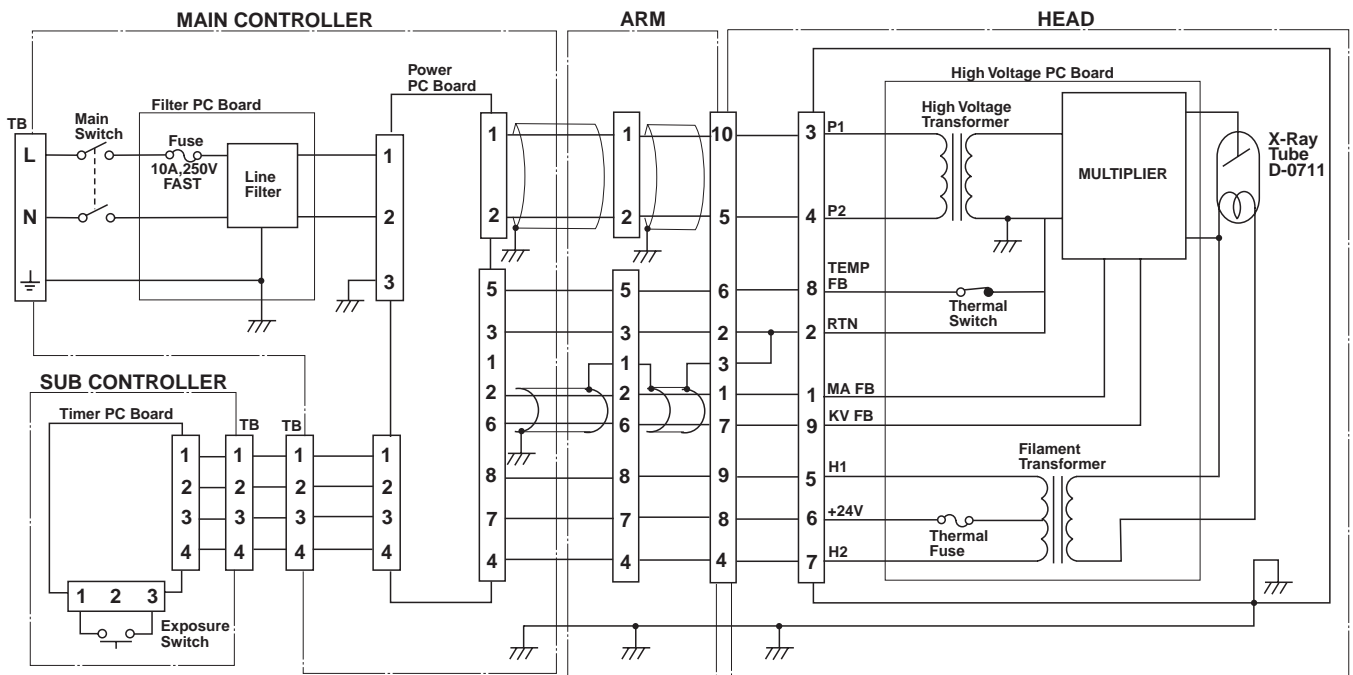 MAIN CONTROLLER
ARM
HEAD
TB
Main
Switch
L
N
Filter PC Board
Fuse
10A,250V
FAST
Line
Filter
Power
PC Board
1
2
3
1
2
5
3
1
2
6
8
7
4
1
2
5
3
1
2
6
8
7
4
10
5
6
2
3
1
7
9
8
4
3
4
8
2
1
9
5
6
7
P1
P2
TEMP
FB
RTN
MA FB
KV FB
H1
+24V
H2
High Voltage PC Board
High Voltage
Transformer
MULTIPLIER
X-Ray
Tube
D-0711
Thermal
Switch
Filament
Transformer
Thermal
Fuse
SUB CONTROLLER
Timer PC Board
TB
TB
1
2
3
4
1
2
3
4
1
2
3
4
1
2
3
4
1 2 3
Exposure
Switch